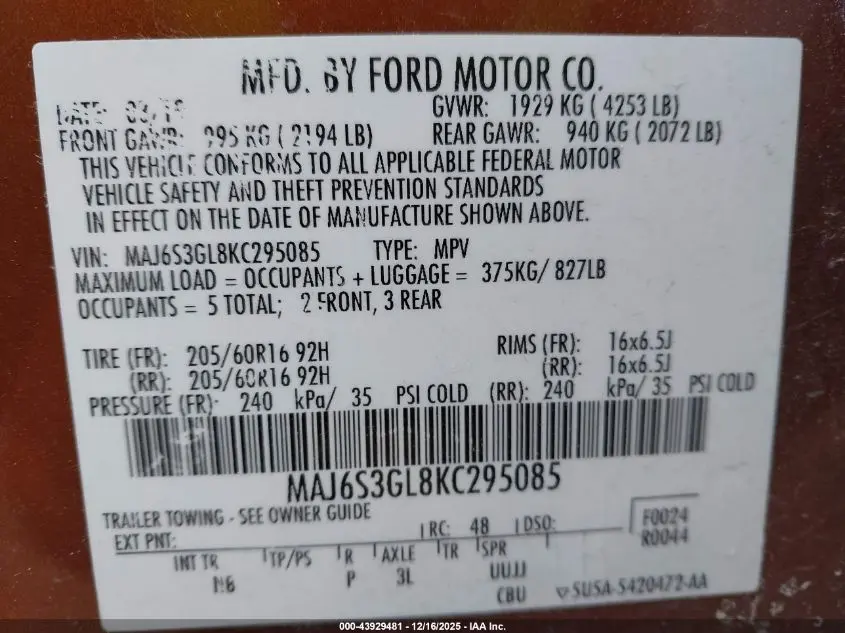 MFD. BY FORD MOTOR CO.
DATE: 03/19 GVWR: 1929 KG ( 4253 LB)
FRONT GAWR: 995 KG ( 2194 LB) REAR GAWR: 940 KG ( 2072 LB)
THIS VEHICLE CONFORMS TO ALL APPLICABLE FEDERAL MOTOR
VEHICLE SAFETY AND THEFT PREVENTION STANDARDS
IN EFFECT ON THE DATE OF MANUFACTURE SHOWN ABOVE.
VIN: MAJ6S3GL8KC295085 TYPE: MPV
MAXIMUM LOAD = OCCUPANTS + LUGGAGE = 375KG/ 827LB
OCCUPANTS = 5 TOTAL; 2 FRONT, 3 REAR
TIRE (FR): 205/60R16 92H RIMS (FR): 16x6.5J
(RR): 205/60R16 92H (RR): 16x6.5J
PRESSURE (FR): 240 kPa/ 35 PSI COLD (RR): 240 kPa/ 35 PSI COLD
MAJ6S3GL8KC295085
TRAILER TOWING - SEE OWNER GUIDE
EXT PNT: RC: 48 DSO: F0024
R0044
INT TR TP/PS R AXLE TR SPR
N6 P 3L UUJJ
CBU 5U5A-5420472-AA
000-43929481 - 12/16/2025 - IAA Inc.